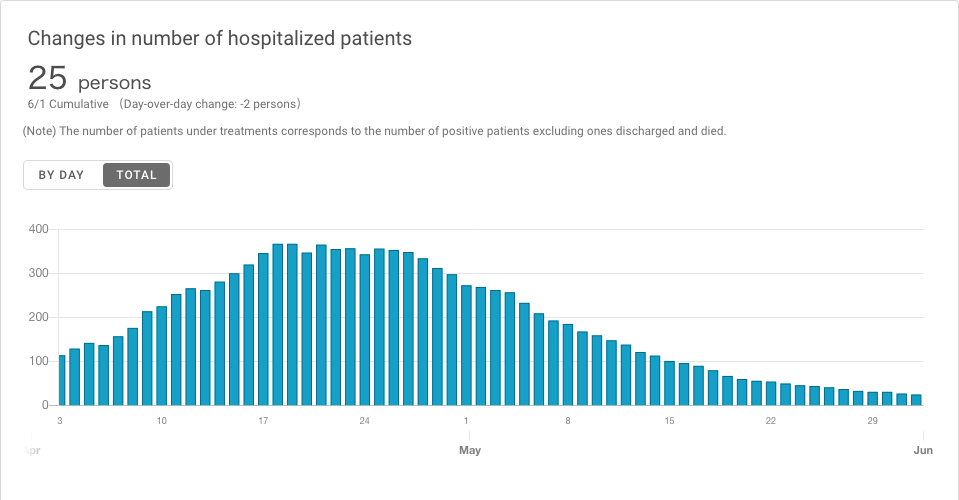 Changes in number of hospitalized patients
25 persons
6/1 Cumulative （Day-over-day change: -2 persons）
(Note) The number of patients under treatments corresponds to the number of positive patients excluding ones discharged and died.
BY DAY TOTAL
400
300
200
100
0
3 10 17 24 1 8 15 22 29
pr May Jun